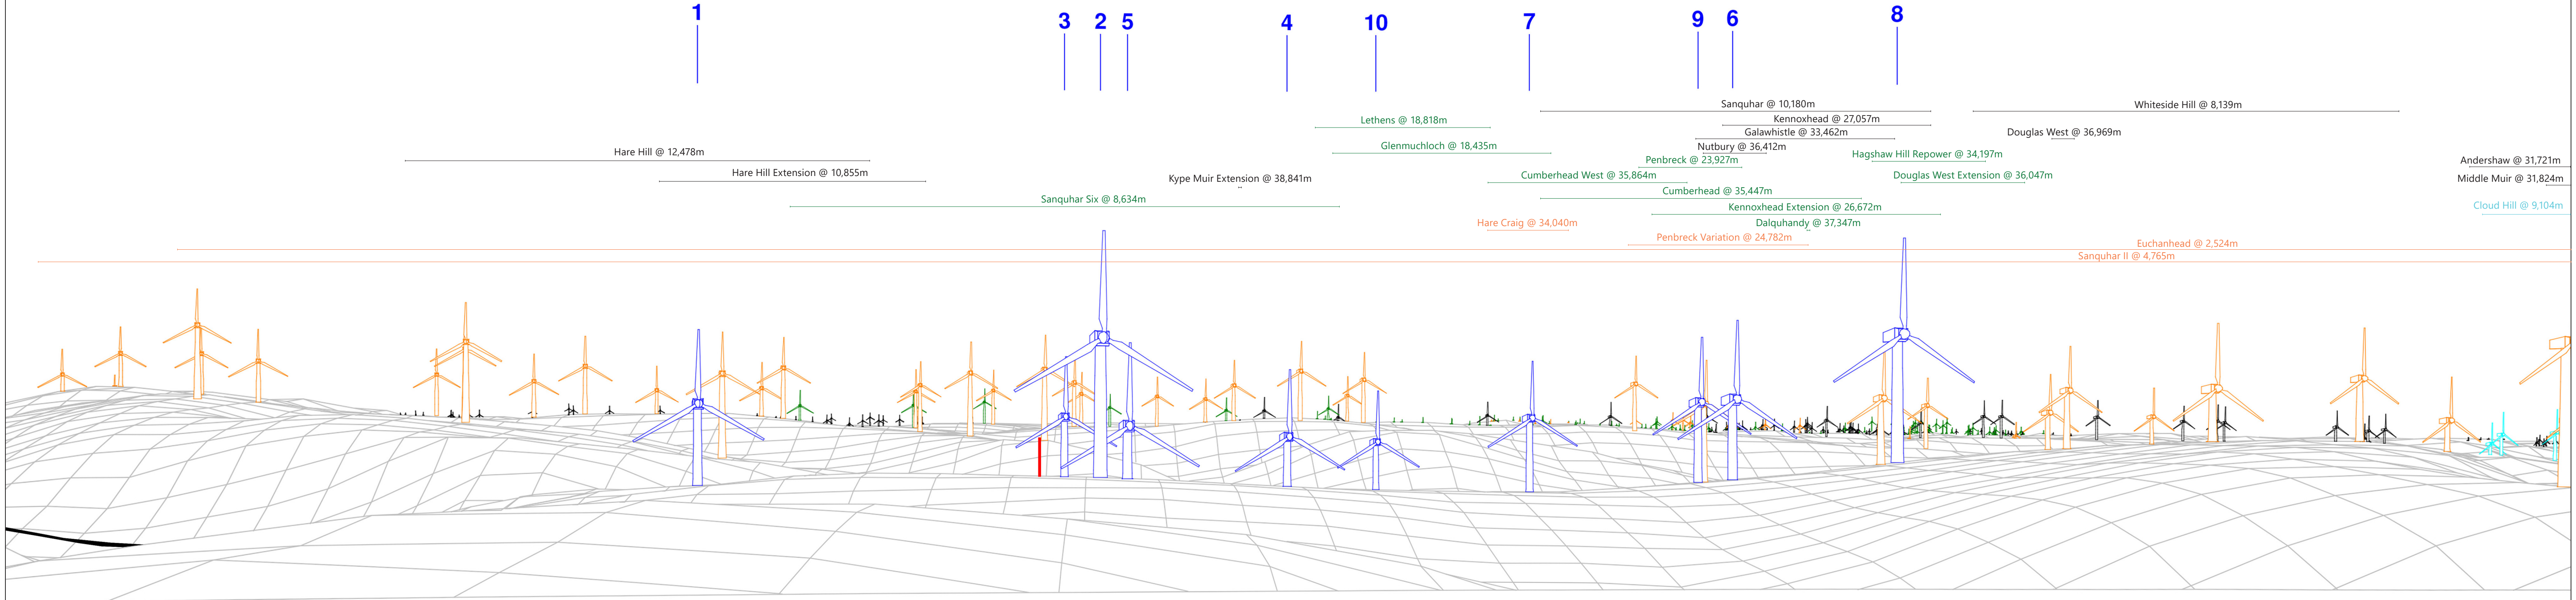 1 3 2 5 4 10 7 9 6 8
Sanquhar @ 10,180m
Whiteside Hill @ 8,139m
Lethens @ 18,818m
Kennoxhead @ 27,057m
Galawhistle @ 33,462m
Douglas West @ 36,969m
Glenmuchloch @ 18,435m
Nutbury @ 36,412m
Hare Hill @ 12,478m
Hagshaw Hill Repower @ 34,197m
Penbreck @ 23,927m
Andershaw @ 31,721m
Hare Hill Extension @ 10,855m
Kype Muir Extension @ 38,841m
Cumberhead West @ 35,864m
Douglas West Extension @ 36,047m
Middle Muir @ 31,824m
Cumberhead @ 35,447m
Sanquhar Six @ 8,634m
Kennoxhead Extension @ 26,672m
Cloud Hill @ 9,104m
Hare Craig @ 34,040m
Dalquhandy @ 37,347m
Penbreck Variation @ 24,782m
Euchanhead @ 2,524m
Sanquhar II @ 4,765m